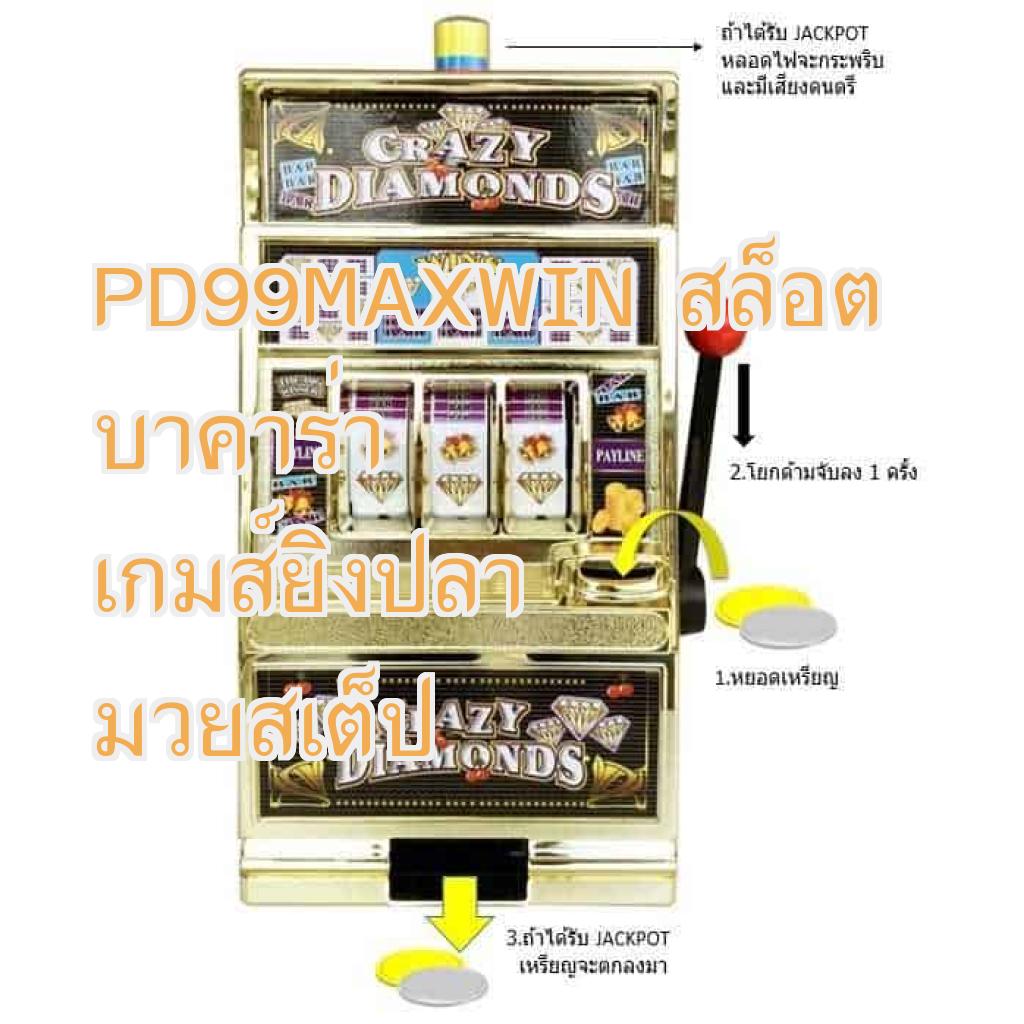 ถ้าได้รับ JACKPOT
หลอดไฟจะกระพริบ
และมีเสียงดนตรี
CRAZY
DIAMONDS
PD99MAXWIN สล็อต
บาคาร่า
เกมส์ยิงปลา
มวยสเต็ป
PAYLINE
2.โยกด้ามจับลง 1 ครั้ง
1.หยอดเหรียญ
CRAZY
DIAMONDS
3.ถ้าได้รับ JACKPOT
เหรียญจะตกลงมา